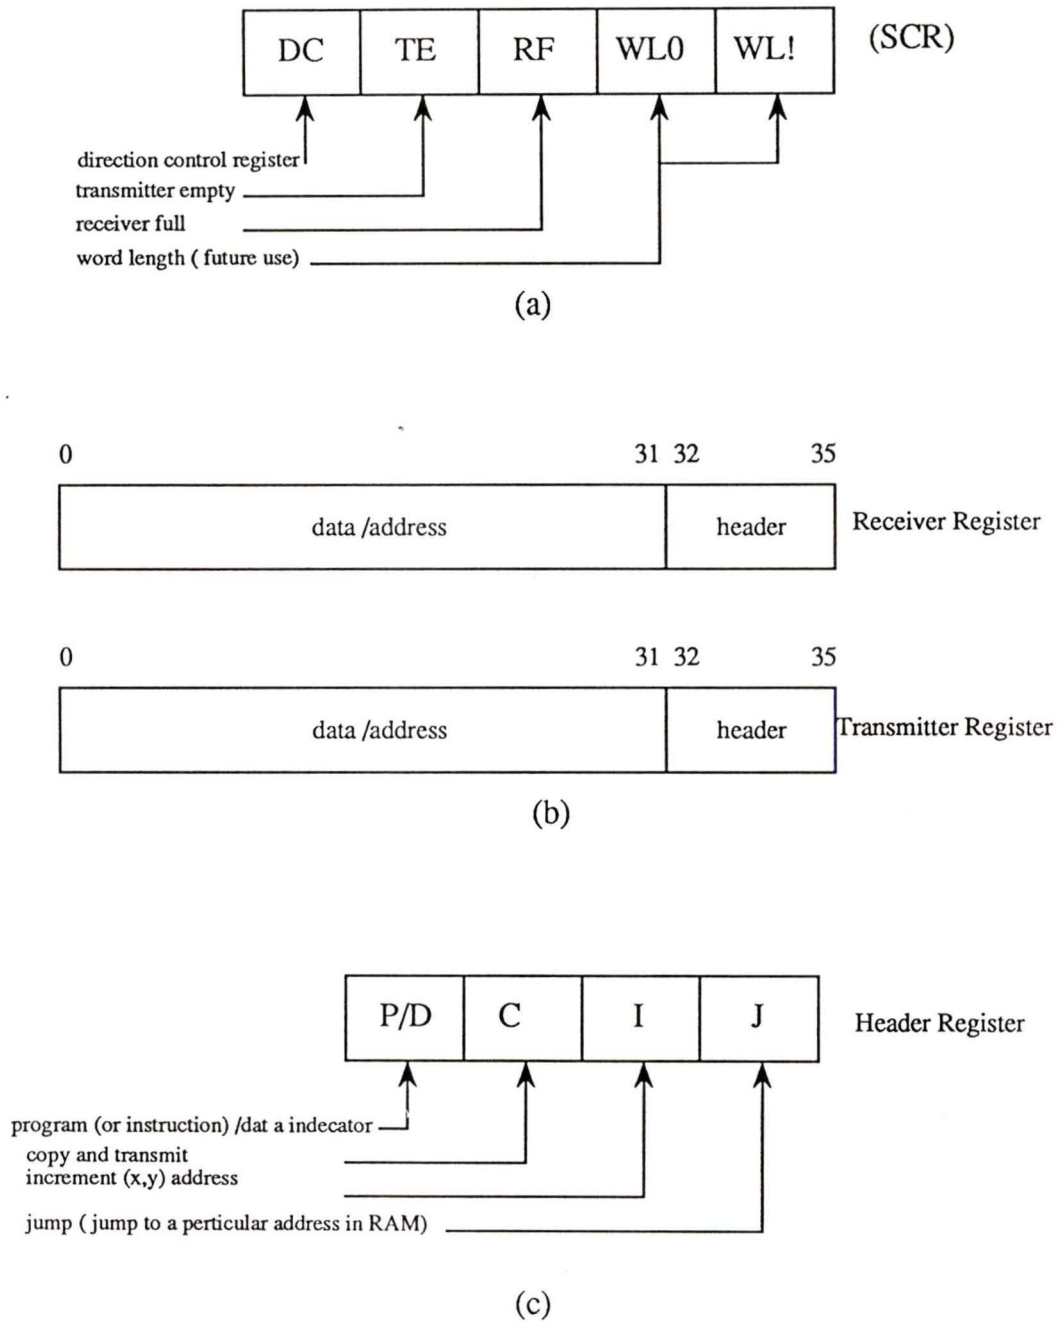 DC TE RF WL0 WL! (SCR)
direction control register
transmitter empty
receiver full
word length ( future use)
(a)
0 31 32 35
data /address header Receiver Register
0 31 32 35
data /address header Transmitter Register
(b)
P/D C I J Header Register
program (or instruction) /dat a indecator
copy and transmit
increment (x,y) address
jump ( jump to a perticular address in RAM)
(c)